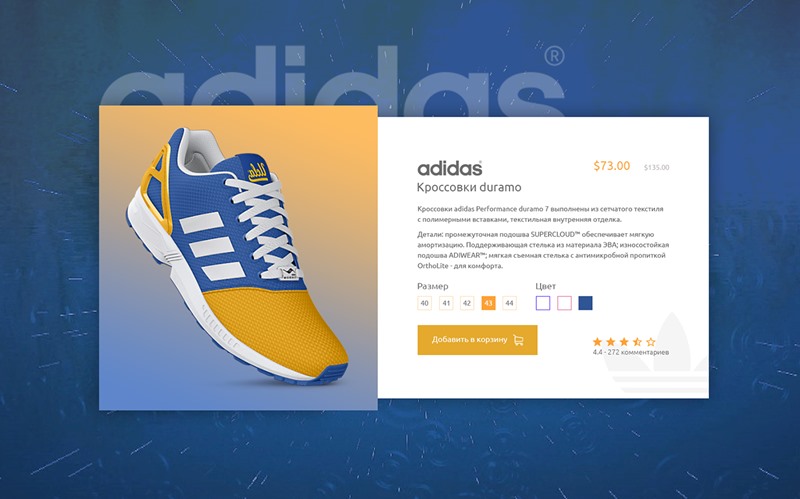 adidas®
adidas®
$73.00 $135.00
Кроссовки duramo
Кроссовки adidas Performance duramo 7 выполнены из сетчатого текстиля
с полимерными вставками, текстильная внутренняя отделка.
Детали: промежуточная подошва SUPERCLOUD™ обеспечивает мягкую
амортизацию. Поддерживающая стелька из материала ЭВА; износостойкая
подошва ADIWEAR™; мягкая съемная стелька с антимикробной пропиткой
OrthoLite - для комфорта.
Размер Цвет
40 41 42 43 44
Добавить в корзину
4.4 - 272 комментариев